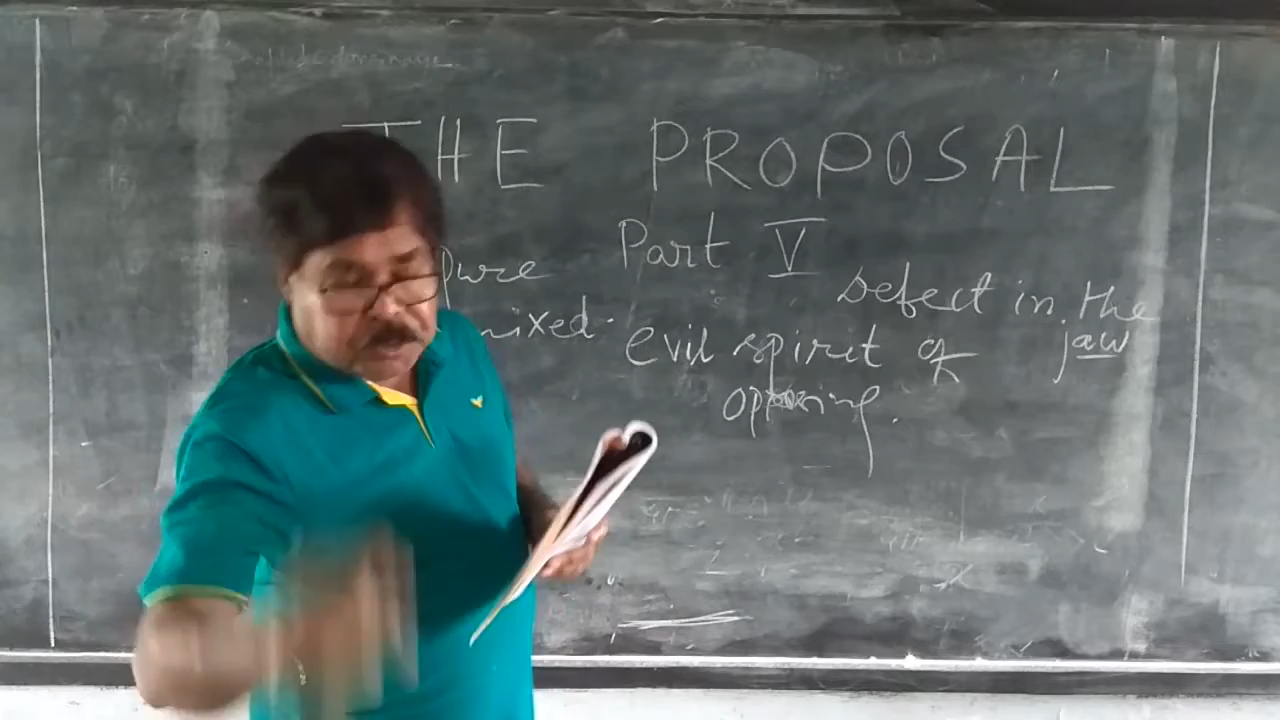 THE PROPOSAL
Part V
pure
mixed.
Defect in the
jaw
evil spirit of
opposing.